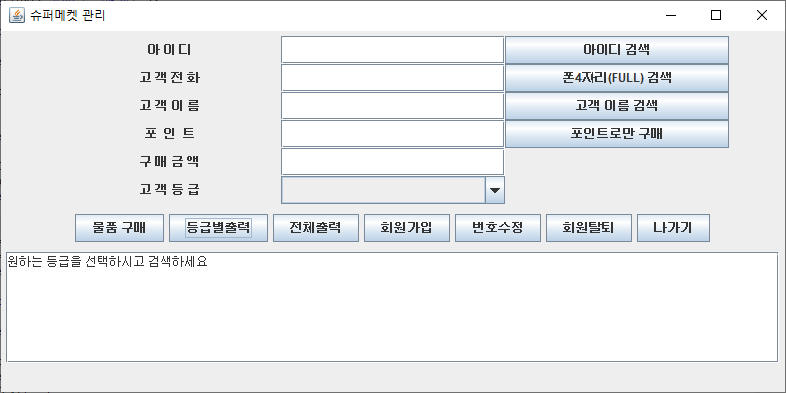 슈퍼메켓 관리
아 이 디 아이디 검색
고 객 전 화 폰4자리(FULL) 검색
고 객 이 름 고객 이름 검색
포 인 트 포인트로만 구매
구 매 금 액
고 객 등 급
물품 구매 등급별출력 전체출력 회원가입 번호수정 회원탈퇴 나가기
원하는 등급을 선택하시고 검색하세요